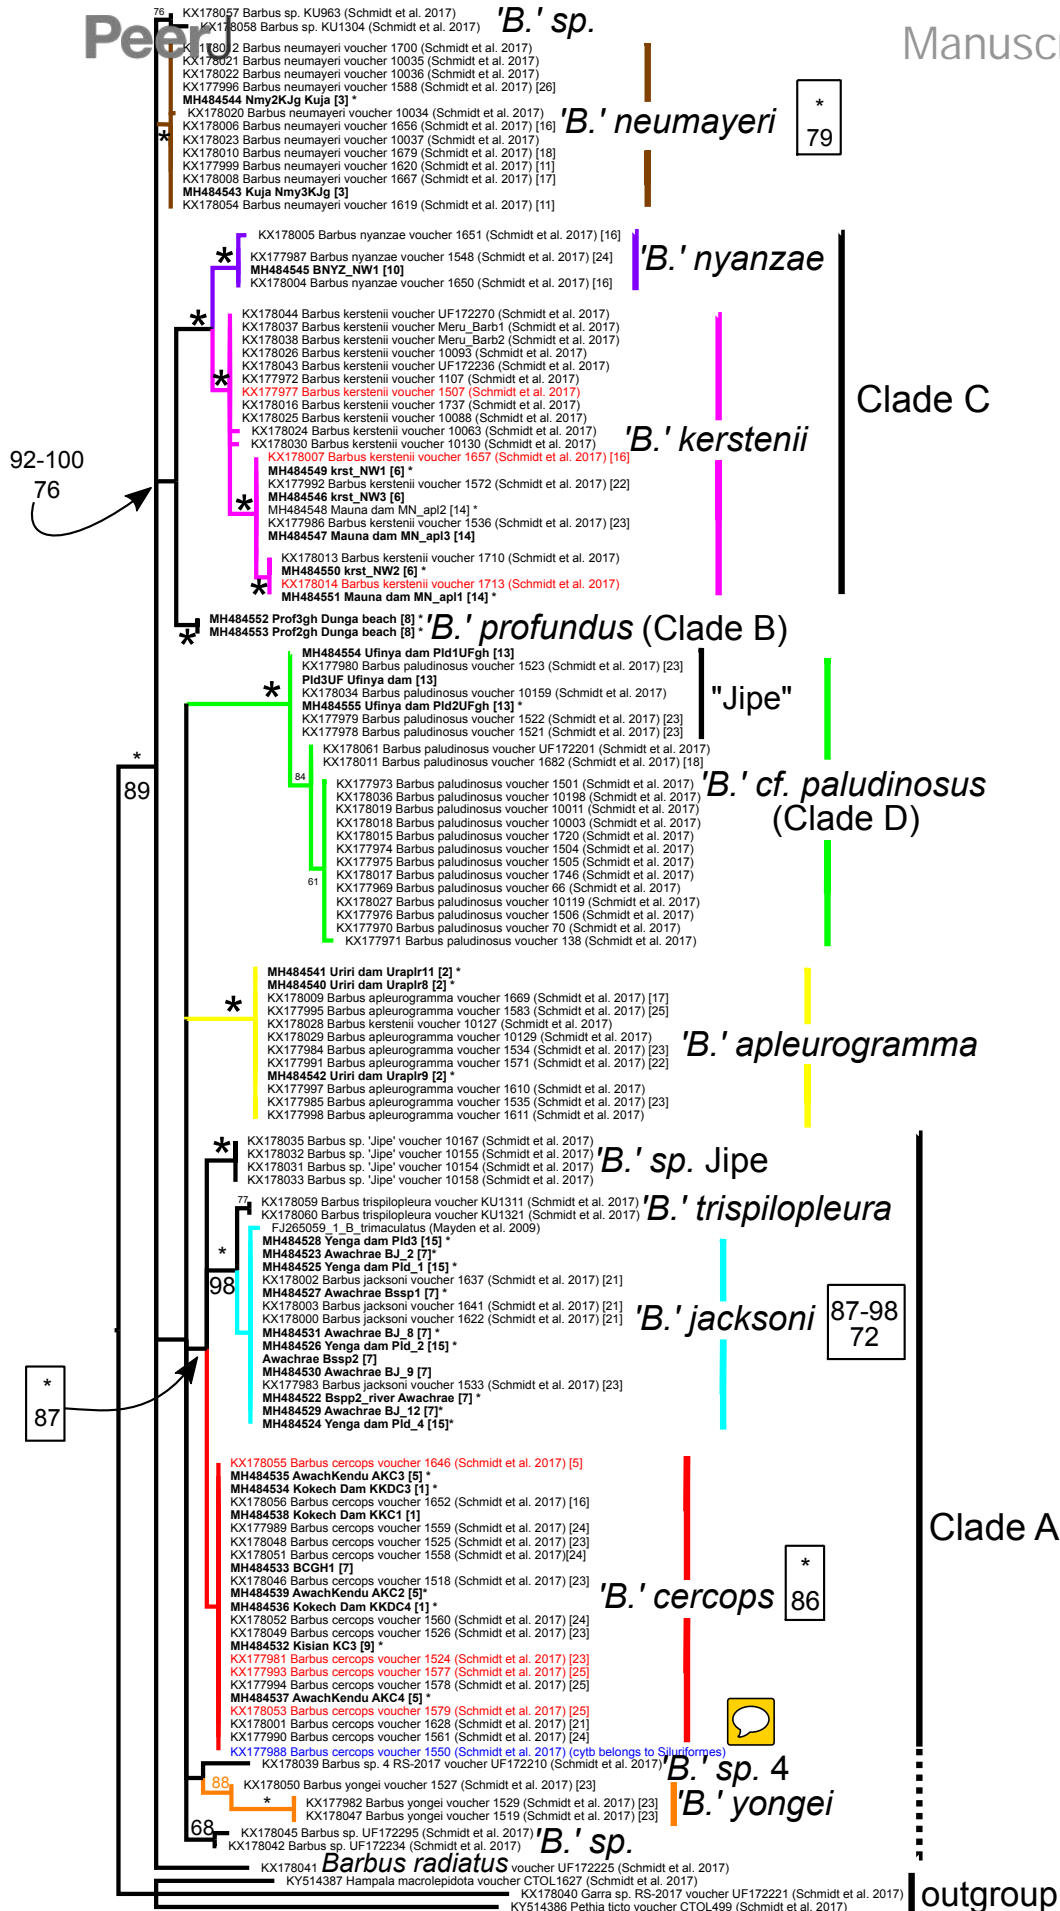 76
KX178057 Barbus sp. KU963 (Schmidt et al. 2017)
KX178058 Barbus sp. KU1304 (Schmidt et al. 2017)
'B.' sp.
PeerJ
Manuscri
KX178012 Barbus neumayeri voucher 1700 (Schmidt et al. 2017)
KX178021 Barbus neumayeri voucher 10035 (Schmidt et al. 2017)
KX178022 Barbus neumayeri voucher 10036 (Schmidt et al. 2017)
KX177996 Barbus neumayeri voucher 1588 (Schmidt et al. 2017) [26]
MH484544 Nmy2KJg Kuja [3] *
KX178020 Barbus neumayeri voucher 10034 (Schmidt et al. 2017)
KX178006 Barbus neumayeri voucher 1656 (Schmidt et al. 2017) [16]
KX178023 Barbus neumayeri voucher 10037 (Schmidt et al. 2017)
KX178010 Barbus neumayeri voucher 1679 (Schmidt et al. 2017) [18]
KX177999 Barbus neumayeri voucher 1620 (Schmidt et al. 2017) [11]
KX178008 Barbus neumayeri voucher 1667 (Schmidt et al. 2017) [17]
MH484543 Kuja Nmy3KJg [3]
KX178054 Barbus neumayeri voucher 1619 (Schmidt et al. 2017) [11]
*
'B.' neumayeri
*
79
KX178005 Barbus nyanzae voucher 1651 (Schmidt et al. 2017) [16]
KX177987 Barbus nyanzae voucher 1548 (Schmidt et al. 2017) [24]
MH484545 BNYZ_NW1 [10]
KX178004 Barbus nyanzae voucher 1650 (Schmidt et al. 2017) [16]
*
'B.' nyanzae
*
KX178044 Barbus kerstenii voucher UF172270 (Schmidt et al. 2017)
KX178037 Barbus kerstenii voucher Meru_Barb1 (Schmidt et al. 2017)
KX178038 Barbus kerstenii voucher Meru_Barb2 (Schmidt et al. 2017)
KX178026 Barbus kerstenii voucher 10093 (Schmidt et al. 2017)
KX178043 Barbus kerstenii voucher UF172236 (Schmidt et al. 2017)
KX177972 Barbus kerstenii voucher 1107 (Schmidt et al. 2017)
KX177977 Barbus kerstenii voucher 1507 (Schmidt et al. 2017)
KX178016 Barbus kerstenii voucher 1737 (Schmidt et al. 2017)
KX178025 Barbus kerstenii voucher 10088 (Schmidt et al. 2017)
KX178024 Barbus kerstenii voucher 10063 (Schmidt et al. 2017)
KX178030 Barbus kerstenii voucher 10130 (Schmidt et al. 2017)
KX178007 Barbus kerstenii voucher 1657 (Schmidt et al. 2017) [16]
MH484549 krst_NW1 [6] *
KX177992 Barbus kerstenii voucher 1572 (Schmidt et al. 2017) [22]
MH484546 krst_NW3 [6]
MH484548 Mauna dam MN_apl2 [14] *
KX177986 Barbus kerstenii voucher 1536 (Schmidt et al. 2017) [23]
MH484547 Mauna dam MN_apl3 [14]
KX178013 Barbus kerstenii voucher 1710 (Schmidt et al. 2017)
MH484550 krst_NW2 [6] *
KX178014 Barbus kerstenii voucher 1713 (Schmidt et al. 2017)
MH484551 Mauna dam MN_apl1 [14] *
*
*
*
'B.' kerstenii
Clade C
92-100
76
MH484552 Prof3gh Dunga beach [8] *
MH484553 Prof2gh Dunga beach [8] *
*
'B.' profundus (Clade B)
MH484554 Ufinya dam Pld1UFgh [13]
KX177980 Barbus paludinosus voucher 1523 (Schmidt et al. 2017) [23]
Pld3UF Ufinya dam [13]
KX178034 Barbus paludinosus voucher 10159 (Schmidt et al. 2017)
MH484555 Ufinya dam Pld2UFgh [13] *
KX177979 Barbus paludinosus voucher 1522 (Schmidt et al. 2017) [23]
KX177978 Barbus paludinosus voucher 1521 (Schmidt et al. 2017) [23]
*
"Jipe"
KX178061 Barbus paludinosus voucher UF172201 (Schmidt et al. 2017)
KX178011 Barbus paludinosus voucher 1682 (Schmidt et al. 2017) [18]
84
KX177973 Barbus paludinosus voucher 1501 (Schmidt et al. 2017)
KX178036 Barbus paludinosus voucher 10198 (Schmidt et al. 2017)
KX178019 Barbus paludinosus voucher 10011 (Schmidt et al. 2017)
KX178018 Barbus paludinosus voucher 10003 (Schmidt et al. 2017)
KX178015 Barbus paludinosus voucher 1720 (Schmidt et al. 2017)
KX177974 Barbus paludinosus voucher 1504 (Schmidt et al. 2017)
KX177975 Barbus paludinosus voucher 1505 (Schmidt et al. 2017)
KX178017 Barbus paludinosus voucher 1746 (Schmidt et al. 2017)
KX177969 Barbus paludinosus voucher 66 (Schmidt et al. 2017)
KX178027 Barbus paludinosus voucher 10119 (Schmidt et al. 2017)
KX177976 Barbus paludinosus voucher 1506 (Schmidt et al. 2017)
KX177970 Barbus paludinosus voucher 70 (Schmidt et al. 2017)
KX177971 Barbus paludinosus voucher 138 (Schmidt et al. 2017)
61
'B.' cf. paludinosus
(Clade D)
*
89
MH484541 Uriri dam Uraplr11 [2] *
MH484540 Uriri dam Uraplr8 [2] *
KX178009 Barbus apleurogramma voucher 1669 (Schmidt et al. 2017) [17]
KX177995 Barbus apleurogramma voucher 1583 (Schmidt et al. 2017) [25]
KX178028 Barbus kerstenii voucher 10127 (Schmidt et al. 2017)
KX178029 Barbus apleurogramma voucher 10129 (Schmidt et al. 2017)
KX177984 Barbus apleurogramma voucher 1534 (Schmidt et al. 2017) [23]
KX177991 Barbus apleurogramma voucher 1571 (Schmidt et al. 2017) [22]
MH484542 Uriri dam Uraplr9 [2] *
KX177997 Barbus apleurogramma voucher 1610 (Schmidt et al. 2017)
KX177985 Barbus apleurogramma voucher 1535 (Schmidt et al. 2017) [23]
KX177998 Barbus apleurogramma voucher 1611 (Schmidt et al. 2017)
*
'B.' apleurogramma
KX178035 Barbus sp. 'Jipe' voucher 10167 (Schmidt et al. 2017)
KX178032 Barbus sp. 'Jipe' voucher 10155 (Schmidt et al. 2017)
KX178031 Barbus sp. 'Jipe' voucher 10154 (Schmidt et al. 2017)
KX178033 Barbus sp. 'Jipe' voucher 10158 (Schmidt et al. 2017)
*
'B.' sp. Jipe
77
KX178059 Barbus trispilopleura voucher KU1311 (Schmidt et al. 2017)
KX178060 Barbus trispilopleura voucher KU1321 (Schmidt et al. 2017)
'B.' trispilopleura
FJ265059_1_B_trimaculatus (Mayden et al. 2009)
MH484528 Yenga dam Pld3 [15] *
MH484523 Awachrae BJ_2 [7]*
MH484525 Yenga dam Pld_1 [15] *
KX178002 Barbus jacksoni voucher 1637 (Schmidt et al. 2017) [21]
MH484527 Awachrae Bssp1 [7] *
KX178003 Barbus jacksoni voucher 1641 (Schmidt et al. 2017) [21]
KX178000 Barbus jacksoni voucher 1622 (Schmidt et al. 2017) [21]
MH484531 Awachrae BJ_8 [7] *
MH484526 Yenga dam Pld_2 [15] *
Awachrae Bssp2 [7]
MH484530 Awachrae BJ_9 [7]
KX177983 Barbus jacksoni voucher 1533 (Schmidt et al. 2017) [23]
MH484522 Bspp2_river Awachrae [7] *
MH484529 Awachrae BJ_12 [7]*
MH484524 Yenga dam Pld_4 [15]*
*
98
'B.' jacksoni
87-98
72
*
87
KX178055 Barbus cercops voucher 1646 (Schmidt et al. 2017) [5]
MH484535 AwachKendu AKC3 [5] *
MH484534 Kokech Dam KKDC3 [1] *
KX178056 Barbus cercops voucher 1652 (Schmidt et al. 2017) [16]
MH484538 Kokech Dam KKC1 [1]
KX177989 Barbus cercops voucher 1559 (Schmidt et al. 2017) [24]
KX178048 Barbus cercops voucher 1525 (Schmidt et al. 2017) [23]
KX178051 Barbus cercops voucher 1558 (Schmidt et al. 2017)[24]
MH484533 BCGH1 [7]
KX178046 Barbus cercops voucher 1518 (Schmidt et al. 2017) [23]
MH484539 AwachKendu AKC2 [5]*
MH484536 Kokech Dam KKDC4 [1] *
KX178052 Barbus cercops voucher 1560 (Schmidt et al. 2017) [24]
KX178049 Barbus cercops voucher 1526 (Schmidt et al. 2017) [23]
MH484532 Kisian KC3 [9] *
KX177981 Barbus cercops voucher 1524 (Schmidt et al. 2017) [23]
KX177993 Barbus cercops voucher 1577 (Schmidt et al. 2017) [25]
KX177994 Barbus cercops voucher 1578 (Schmidt et al. 2017) [25]
MH484537 AwachKendu AKC4 [5] *
KX178053 Barbus cercops voucher 1579 (Schmidt et al. 2017) [25]
KX178001 Barbus cercops voucher 1628 (Schmidt et al. 2017) [21]
KX177990 Barbus cercops voucher 1561 (Schmidt et al. 2017) [24]
KX177988 Barbus cercops voucher 1550 (Schmidt et al. 2017) (cytb belongs to Siluriformes)
'B.' cercops
*
86
Clade A
KX178039 Barbus sp. 4 RS-2017 voucher UF172210 (Schmidt et al. 2017)
'B.' sp. 4
88
KX178050 Barbus yongei voucher 1527 (Schmidt et al. 2017) [23]
*
KX177982 Barbus yongei voucher 1529 (Schmidt et al. 2017) [23]
KX178047 Barbus yongei voucher 1519 (Schmidt et al. 2017) [23]
'B.' yongei
68
KX178045 Barbus sp. UF172295 (Schmidt et al. 2017)
KX178042 Barbus sp. UF172234 (Schmidt et al. 2017)
'B.' sp.
KX178041 Barbus radiatus voucher UF172225 (Schmidt et al. 2017)
KY514387 Hampala macrolepidota voucher CTOL1627 (Schmidt et al. 2017)
KX178040 Garra sp. RS-2017 voucher UF172221 (Schmidt et al. 2017)
KY514386 Pethia ticto voucher CTOL499 (Schmidt et al. 2017)
outgroup